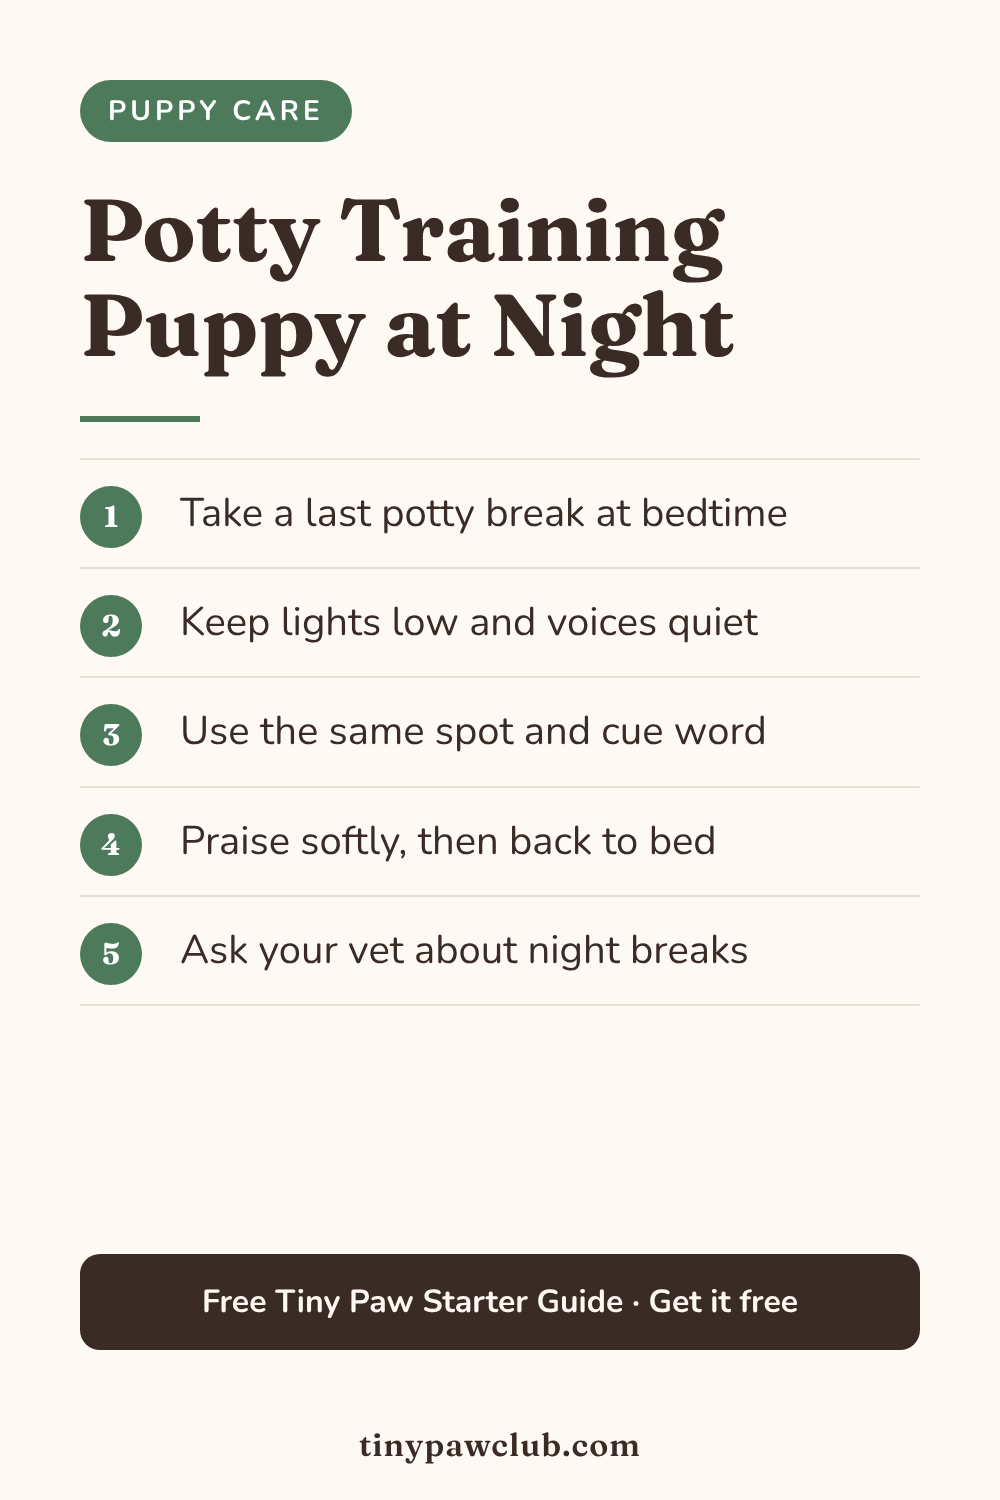 PUPPY CARE
Potty Training
Puppy at Night
1 Take a last potty break at bedtime
2 Keep lights low and voices quiet
3 Use the same spot and cue word
4 Praise softly, then back to bed
5 Ask your vet about night breaks
Free Tiny Paw Starter Guide · Get it free
tinypawclub.com